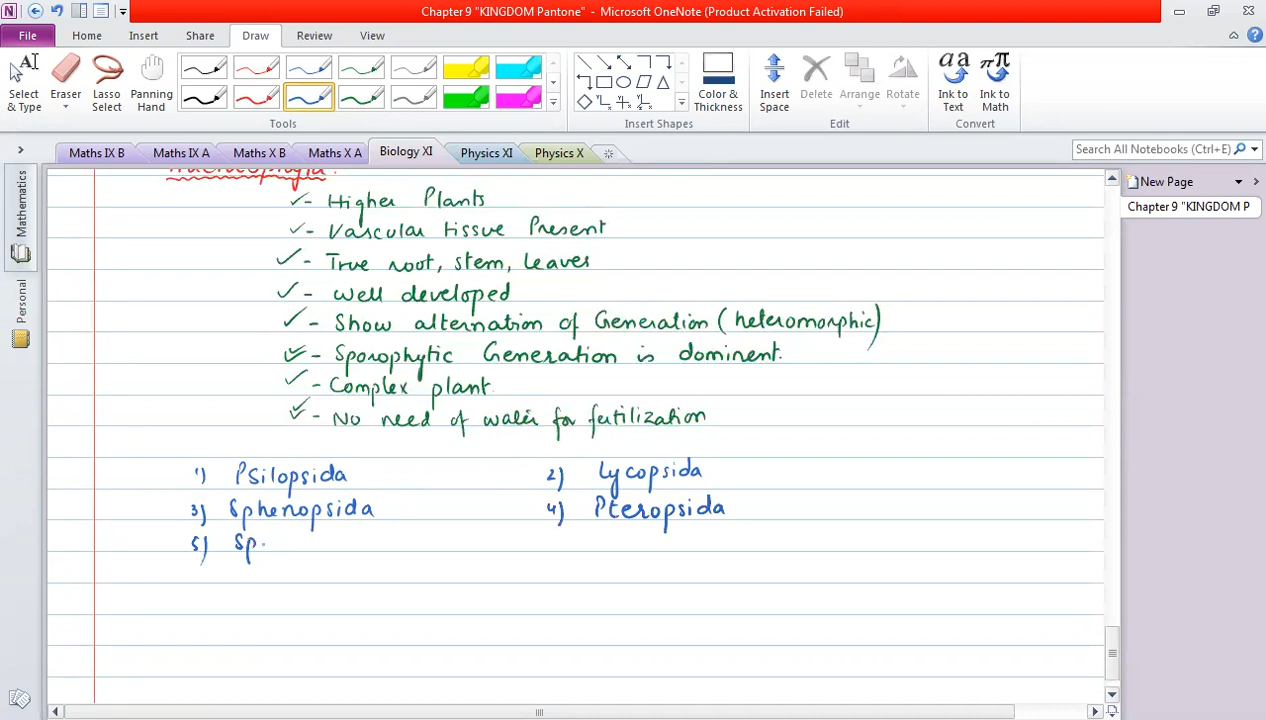 Chapter 9 "KINGDOM Pantone" - Microsoft OneNote (Product Activation Failed)
File Home Insert Share Draw Review View
Select & Type Eraser Lasso Select Panning Hand Color & Thickness Insert Space Delete Arrange Rotate Ink to Text Ink to Math
Tools Insert Shapes Edit Convert
Maths IX B Maths IX A Maths X B Maths X A Biology XI Physics XI Physics X Search All Notebooks (Ctrl+E)
New Page
Chapter 9 "KINGDOM P
Mathematics
Personal
- Higher Plants
- Vascular tissue Present
- True root, stem, leaves
- Well developed
- Show alternation of Generation (heteromorphic)
- Sporophytic Generation is dominent.
- Complex plant.
- No need of water for fertilization
1) Psilopsida 2) Lycopsida
3) Sphenopsida 4) Pteropsida
5) Sp